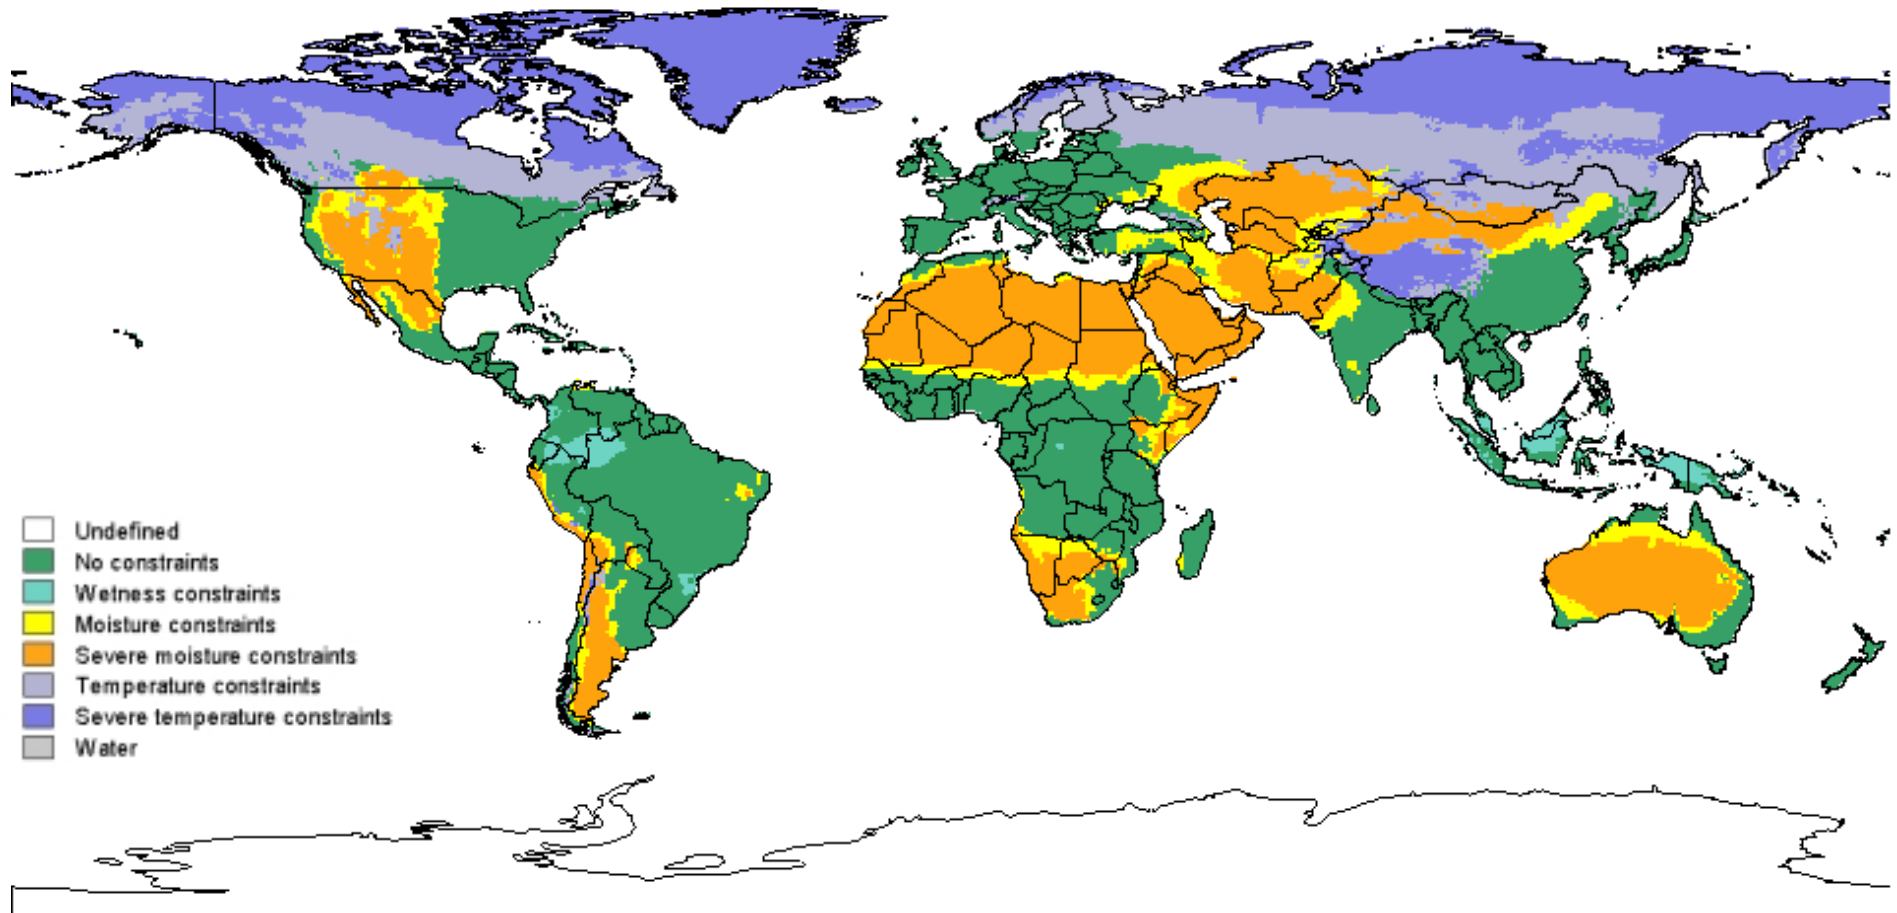 Undefined
No constraints
Wetness constraints
Moisture constraints
Severe moisture constraints
Temperature constraints
Severe temperature constraints
Water